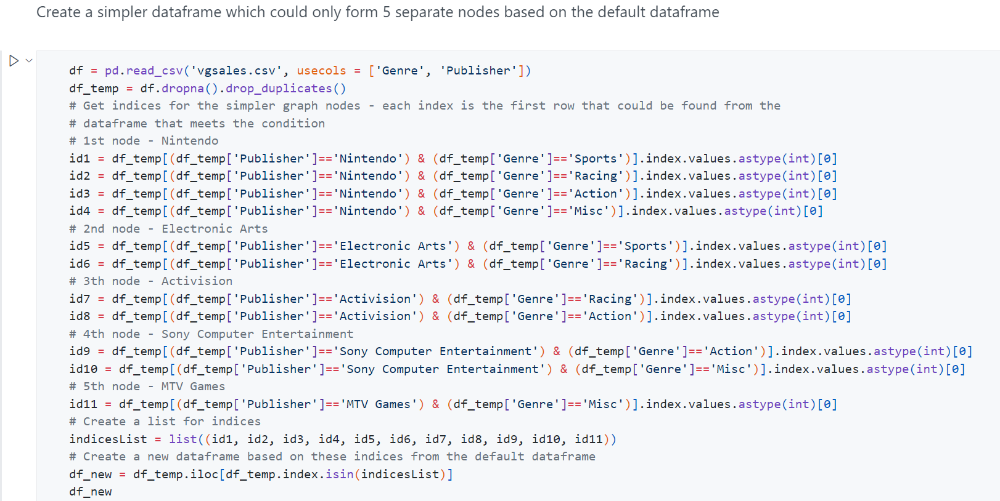 Create a simpler dataframe which could only form 5 separate nodes based on the default dataframe
df = pd.read_csv('vgsales.csv', usecols = ['Genre', 'Publisher'])
df_temp = df.dropna().drop_duplicates()
# Get indices for the simpler graph nodes - each index is the first row that could be found from the
# dataframe that meets the condition
# 1st node - Nintendo
id1 = df_temp[(df_temp['Publisher']=='Nintendo') & (df_temp['Genre']=='Sports')].index.values.astype(int)[0]
id2 = df_temp[(df_temp['Publisher']=='Nintendo') & (df_temp['Genre']=='Racing')].index.values.astype(int)[0]
id3 = df_temp[(df_temp['Publisher']=='Nintendo') & (df_temp['Genre']=='Action')].index.values.astype(int)[0]
id4 = df_temp[(df_temp['Publisher']=='Nintendo') & (df_temp['Genre']=='Misc')].index.values.astype(int)[0]
# 2nd node - Electronic Arts
id5 = df_temp[(df_temp['Publisher']=='Electronic Arts') & (df_temp['Genre']=='Sports')].index.values.astype(int)[0]
id6 = df_temp[(df_temp['Publisher']=='Electronic Arts') & (df_temp['Genre']=='Racing')].index.values.astype(int)[0]
# 3th node - Activision
id7 = df_temp[(df_temp['Publisher']=='Activision') & (df_temp['Genre']=='Racing')].index.values.astype(int)[0]
id8 = df_temp[(df_temp['Publisher']=='Activision') & (df_temp['Genre']=='Action')].index.values.astype(int)[0]
# 4th node - Sony Computer Entertainment
id9 = df_temp[(df_temp['Publisher']=='Sony Computer Entertainment') & (df_temp['Genre']=='Action')].index.values.astype(int)[0]
id10 = df_temp[(df_temp['Publisher']=='Sony Computer Entertainment') & (df_temp['Genre']=='Misc')].index.values.astype(int)[0]
# 5th node - MTV Games
id11 = df_temp[(df_temp['Publisher']=='MTV Games') & (df_temp['Genre']=='Misc')].index.values.astype(int)[0]
# Create a list for indices
indicesList = list((id1, id2, id3, id4, id5, id6, id7, id8, id9, id10, id11))
# Create a new dataframe based on these indices from the default dataframe
df_new = df_temp.iloc[df_temp.index.isin(indicesList)]
df_new